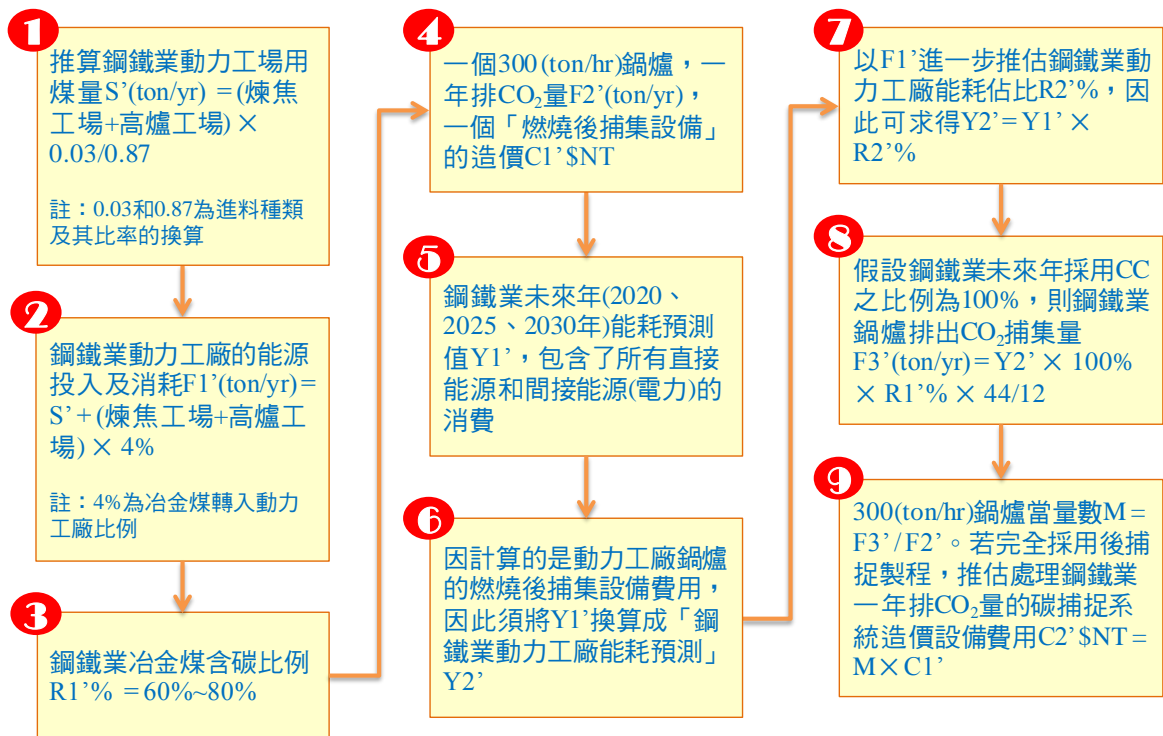 1
推算鋼鐵業動力工場用
煤量S’(ton/yr) =(煉焦
工場+高爐工場) ×
0.03/0.87
註：0.03和0.87為進料種類
及其比率的換算
2
鋼鐵業動力工廠的能源
投入及消耗F1’(ton/yr)=
S’+(煉焦工場+高爐工
場) × 4%
註：4%為冶金煤轉入動力
工廠比例
3
鋼鐵業冶金煤含碳比例
R1’% =60%~80%
4
一個300(ton/hr)鍋爐，一
年排CO₂量F2’(ton/yr)，
一個「燃燒後捕集設備」
的造價C1’$NT
5
鋼鐵業未來年(2020、
2025、2030年)能耗預測
值Y1’，包含了所有直接
能源和間接能源(電力)的
消費
6
因計算的是動力工廠鍋爐
的燃燒後捕集設備費用，
因此須將Y1’換算成「鋼
鐵業動力工廠能耗預測」
Y2’
7
以F1’進一步推估鋼鐵業動
力工廠能耗佔比R2’%，因
此可求得Y2’=Y1’ ×
R2’%
8
假設鋼鐵業未來年採用CC
之比例為100%，則鋼鐵業
鍋爐排出CO₂捕集量
F3’(ton/yr)=Y2’ × 100%
× R1’% × 44/12
9
300(ton/hr)鍋爐當量數M =
F3’/F2’。若完全採用後捕
捉製程，推估處理鋼鐵業
一年排CO₂量的碳捕捉系
統造價設備費用C2’$NT =
M× C1’